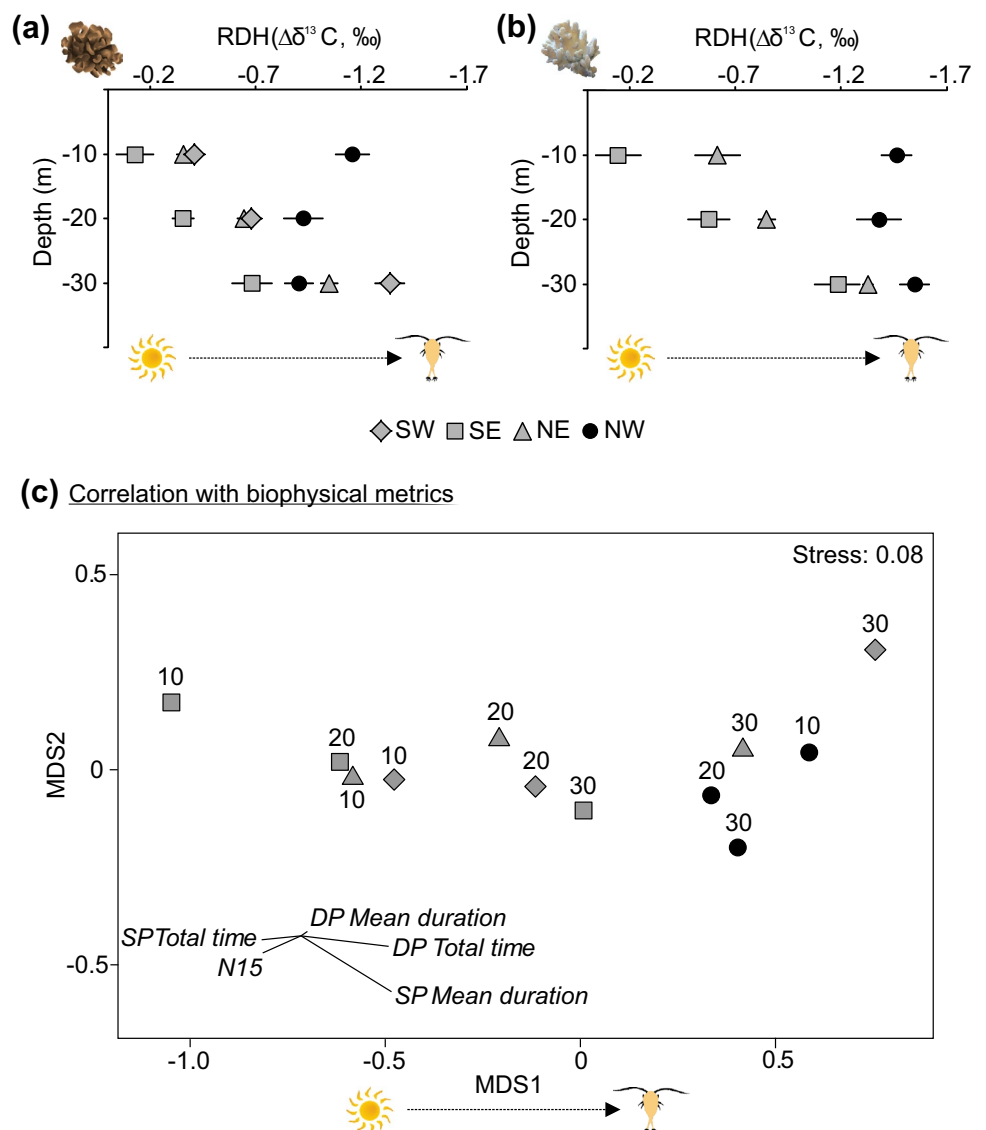 (a)
RDH(Δδ¹³ C, ‰)
-0.2 -0.7 -1.2 -1.7
Depth (m)
-10
-20
-30
(b)
RDH(Δδ¹³ C, ‰)
-0.2 -0.7 -1.2 -1.7
Depth (m)
-10
-20
-30
SW SE NE NW
(c) Correlation with biophysical metrics
Stress: 0.08
MDS2
0.5
0
-0.5
30
10
20
10
10
20
20
30
30
10
20
30
DP Mean duration
SP Total time
DP Total time
N15
SP Mean duration
-1.0 -0.5 0 0.5
MDS1